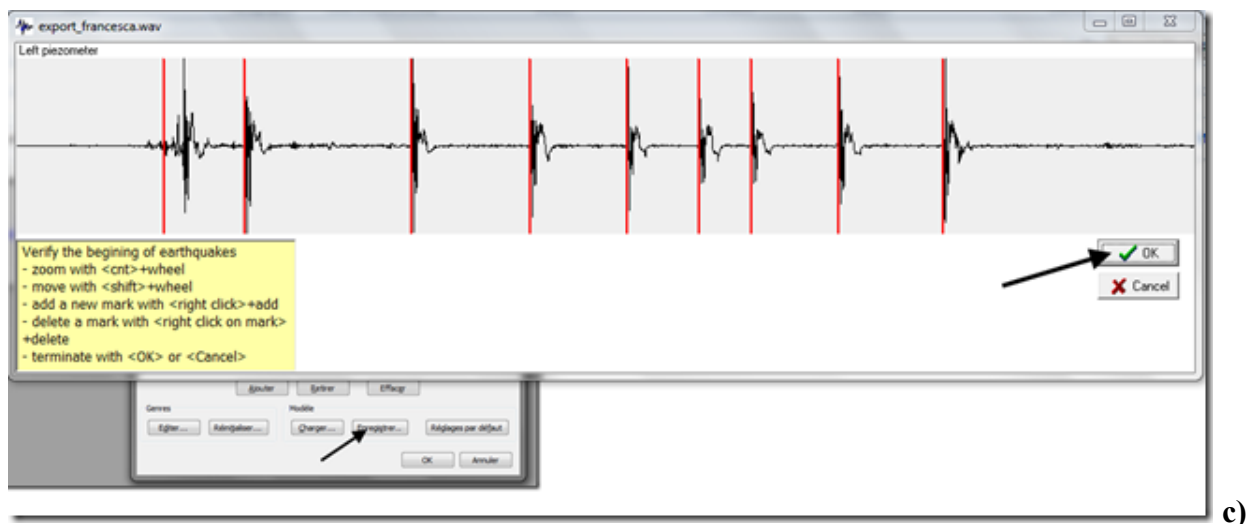 export_francesca.wav
Left piezometer
Verify the begining of earthquakes
- zoom with <cnt>+wheel
- move with <shift>+wheel
- add a new mark with <right click>+add
- delete a mark with <right click on mark>
+delete
- terminate with <OK> or <Cancel>
OK
Cancel
Ajouter Retirer Effacer
Genres Modèle
Editer... Réinitialiser... Charger... Enregistrer... Réglages par défaut
OK Annuler
c)